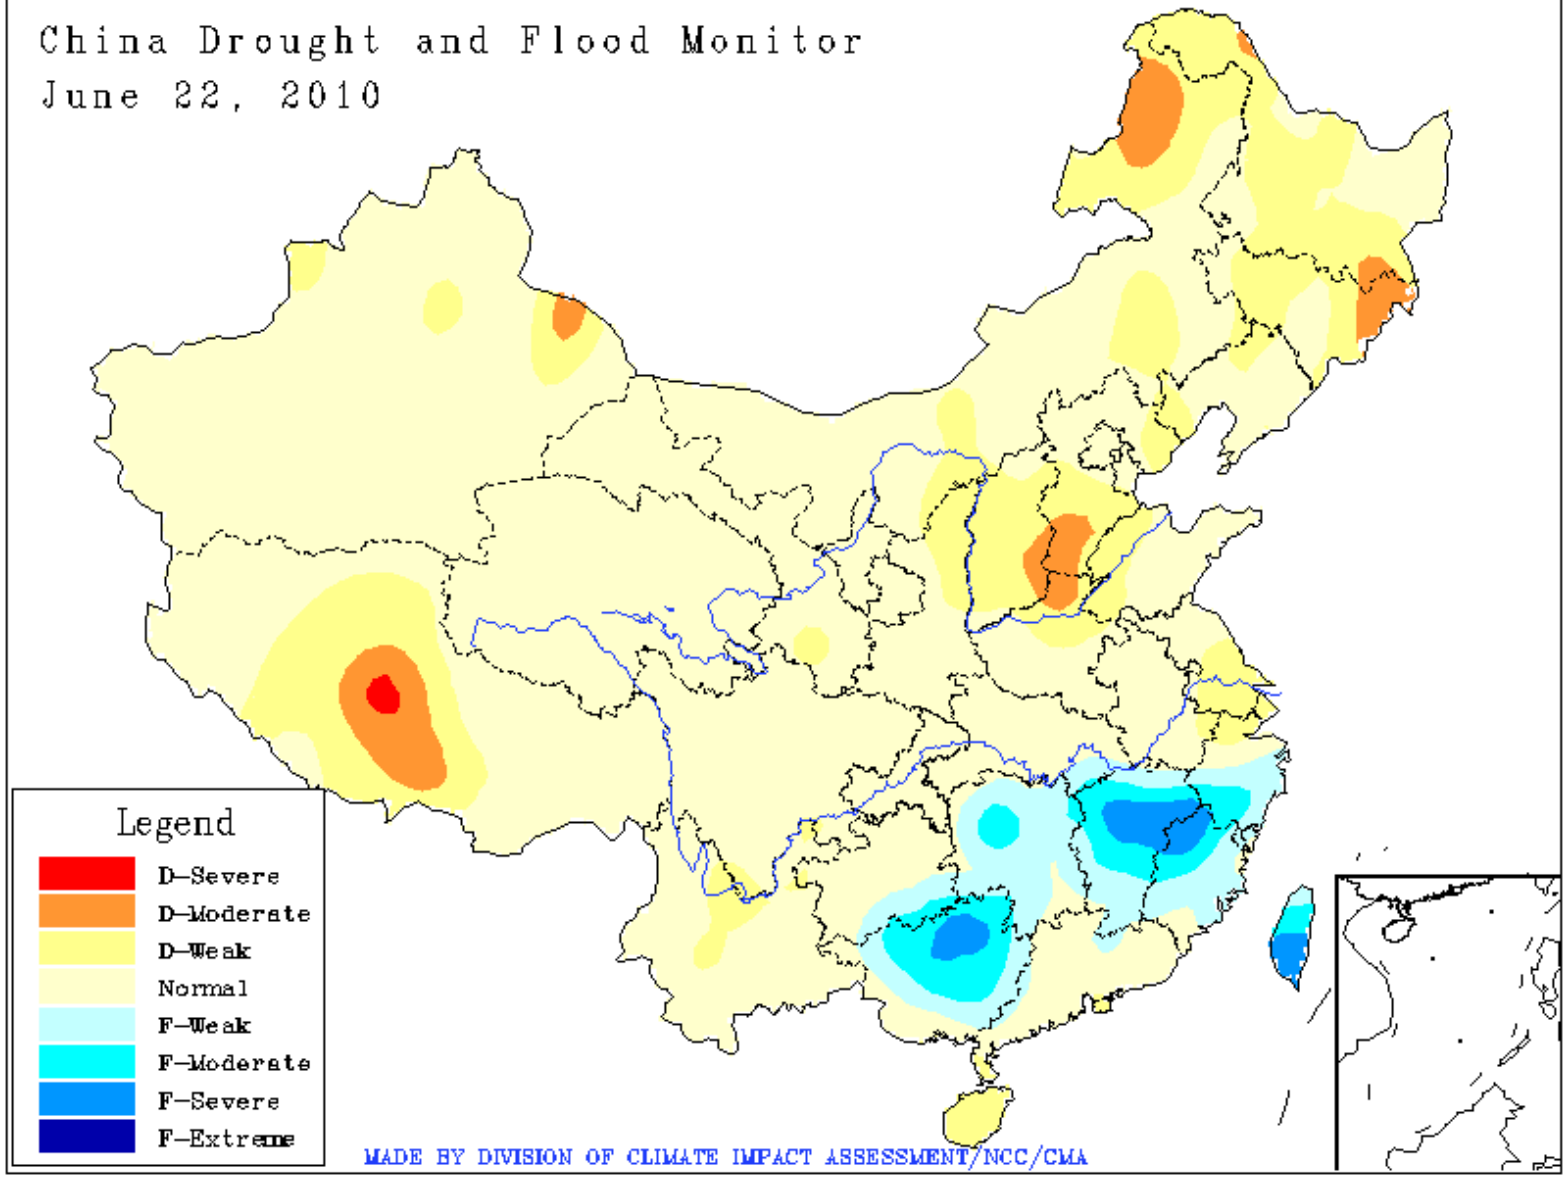 China Drought and Flood Monitor
June 22, 2010
Legend
D-Severe
D-Moderate
D-Weak
Normal
F-Weak
F-Moderate
F-Severe
F-Extreme
MADE BY DIVISION OF CLIMATE IMPACT ASSESSMENT/NCC/CMA